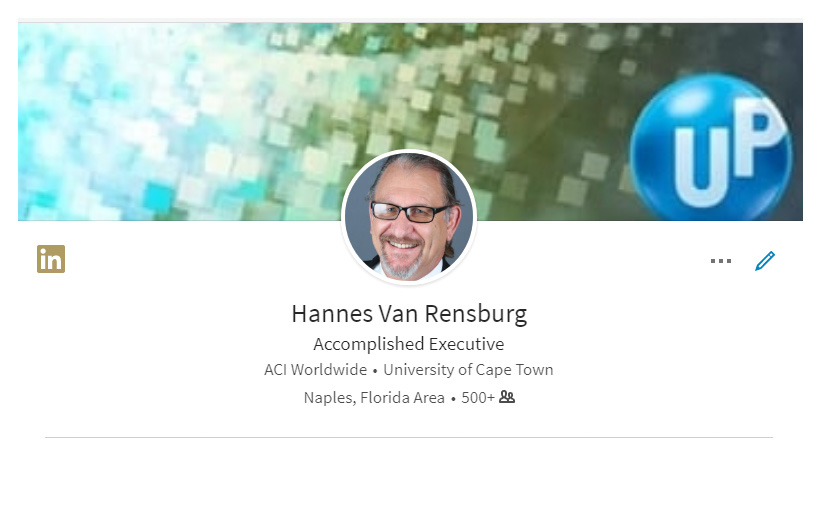 UP
in
Hannes Van Rensburg
Accomplished Executive
ACI Worldwide • University of Cape Town
Naples, Florida Area • 500+